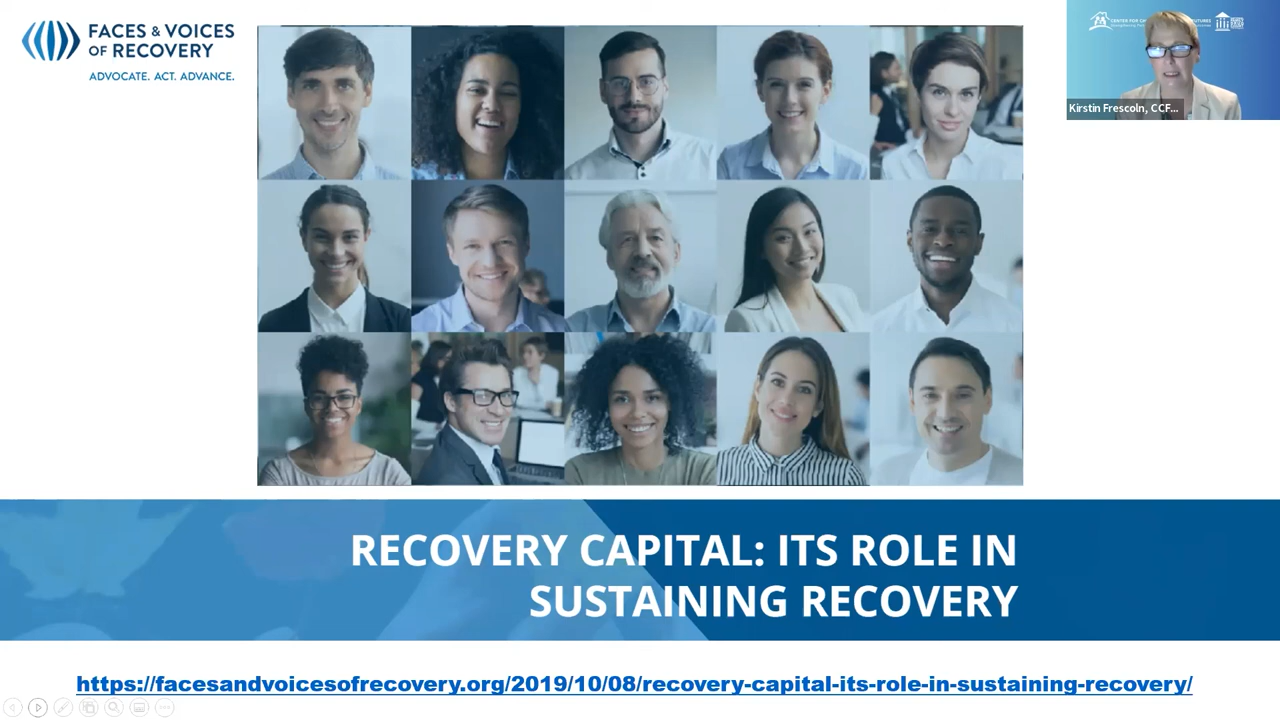 FACES & VOICES
OF RECOVERY
ADVOCATE. ACT. ADVANCE.
Kirstin Frescoln, CCF...
RECOVERY CAPITAL: ITS ROLE IN
SUSTAINING RECOVERY
https://facesandvoicesofrecovery.org/2019/10/08/recovery-capital-its-role-in-sustaining-recovery/